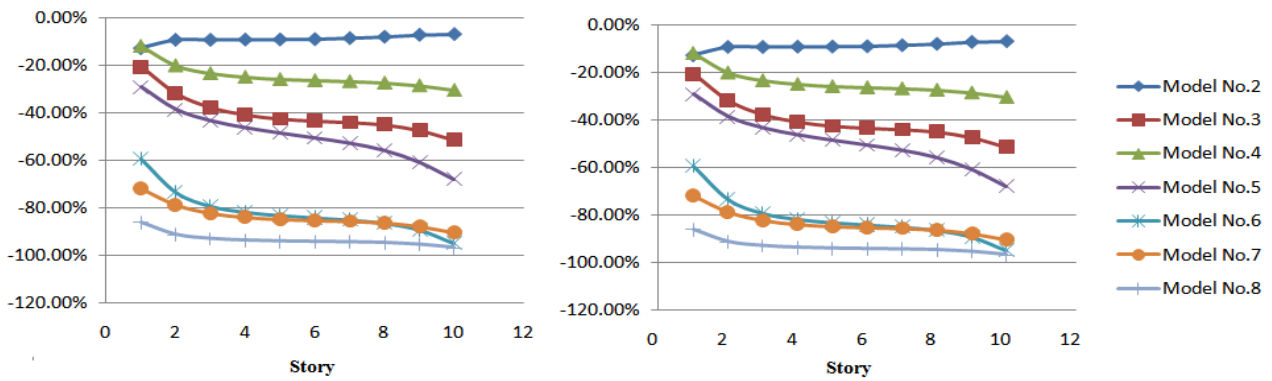 0.00%
-20.00%
-40.00%
-60.00%
-80.00%
-100.00%
-120.00%
0 2 4 6 8 10 12
Story
0.00%
-20.00%
-40.00%
-60.00%
-80.00%
-100.00%
-120.00%
0 2 4 6 8 10 12
Story
Model No.2
Model No.3
Model No.4
Model No.5
Model No.6
Model No.7
Model No.8